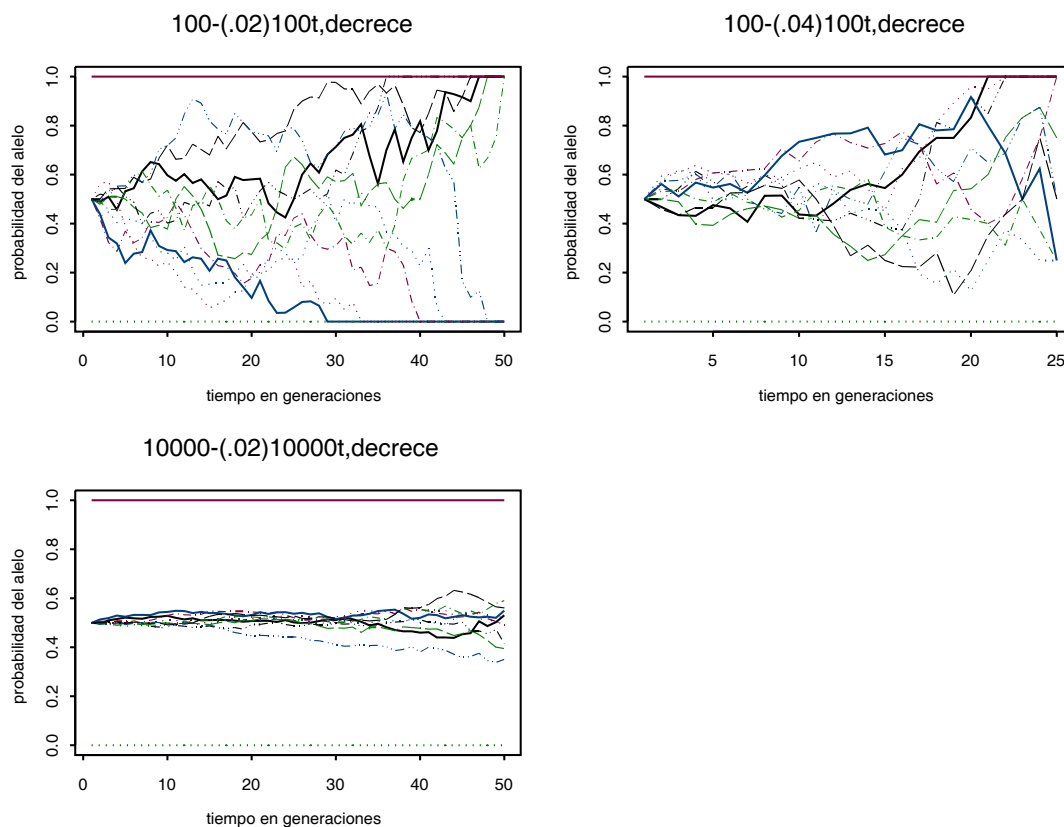 100-(.02)100t,decrece
probabilidad del alelo
1.0
0.8
0.6
0.4
0.2
0.0
0 10 20 30 40 50
tiempo en generaciones
100-(.04)100t,decrece
probabilidad del alelo
1.0
0.8
0.6
0.4
0.2
0.0
5 10 15 20 25
tiempo en generaciones
10000-(.02)10000t,decrece
probabilidad del alelo
1.0
0.8
0.6
0.4
0.2
0.0
0 10 20 30 40 50
tiempo en generaciones